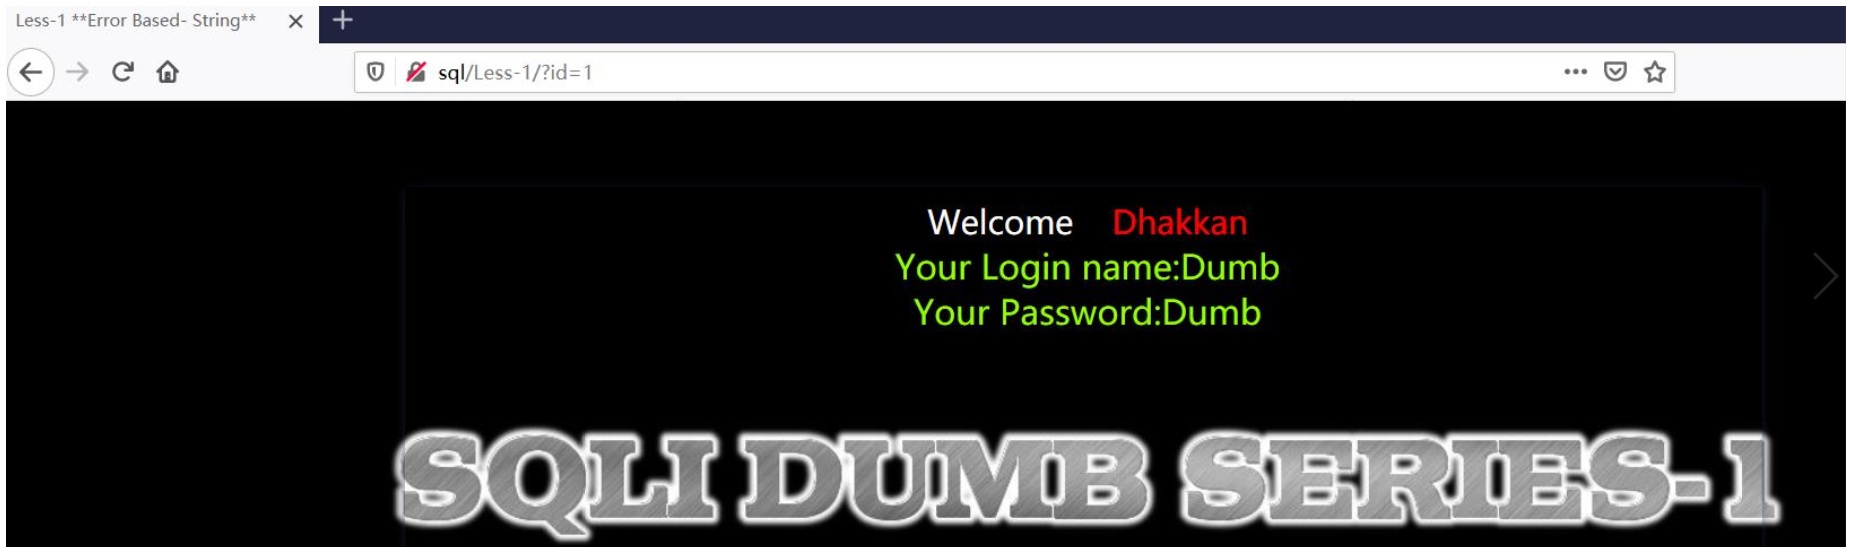 Less-1 **Error Based- String**
sql/Less-1/?id=1
Welcome Dhakkan
Your Login name:Dumb
Your Password:Dumb
SQLI DUMB SERIES-1